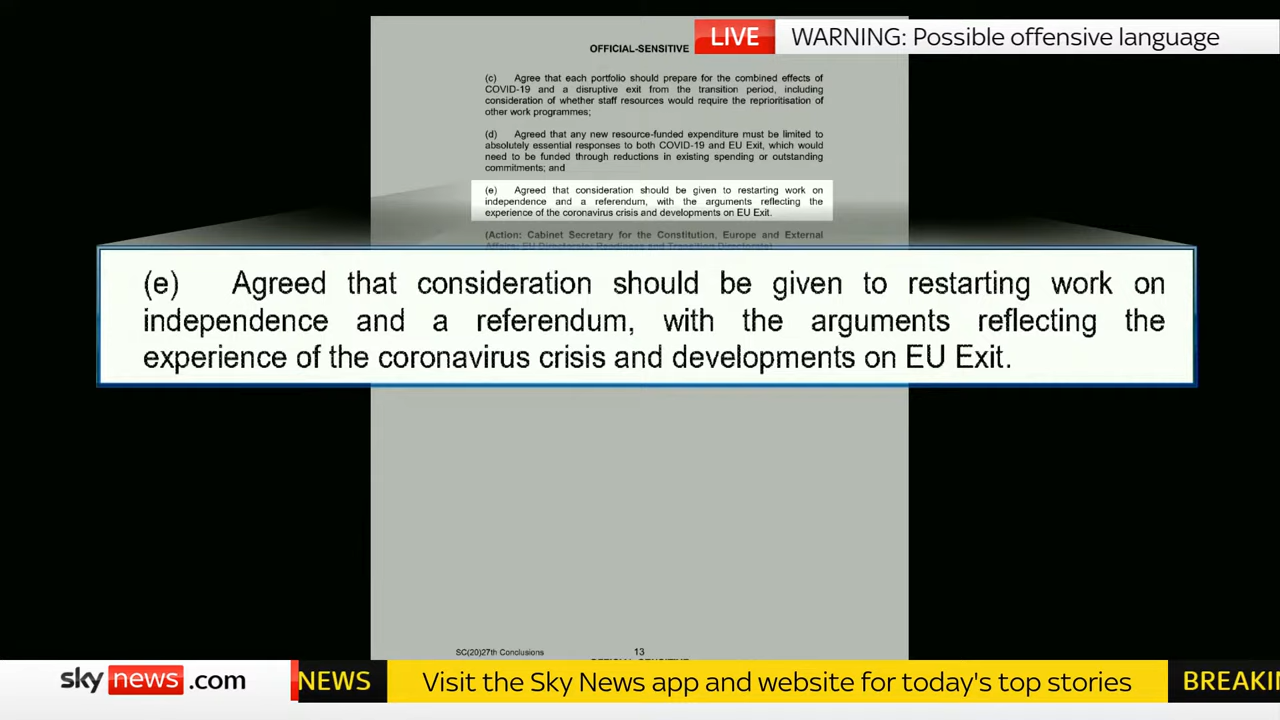 LIVE WARNING: Possible offensive language
OFFICIAL-SENSITIVE
(c) Agree that each portfolio should prepare for the combined effects of
COVID-19 and a disruptive exit from the transition period, including
consideration of whether staff resources would require the reprioritisation of
other work programmes;
(d) Agreed that any new resource-funded expenditure must be limited to
absolutely essential responses to both COVID-19 and EU Exit, which would
need to be funded through reductions in existing spending or outstanding
commitments; and
(e) Agreed that consideration should be given to restarting work on
independence and a referendum, with the arguments reflecting the
experience of the coronavirus crisis and developments on EU Exit.
(Action: Cabinet Secretary for the Constitution, Europe and External
Affairs; EU Directorate; Readiness and Transition Directorate)
(e) Agreed that consideration should be given to restarting work on
independence and a referendum, with the arguments reflecting the
experience of the coronavirus crisis and developments on EU Exit.
SC(20)27th Conclusions 13
sky news.com NEWS Visit the Sky News app and website for today's top stories BREAKI